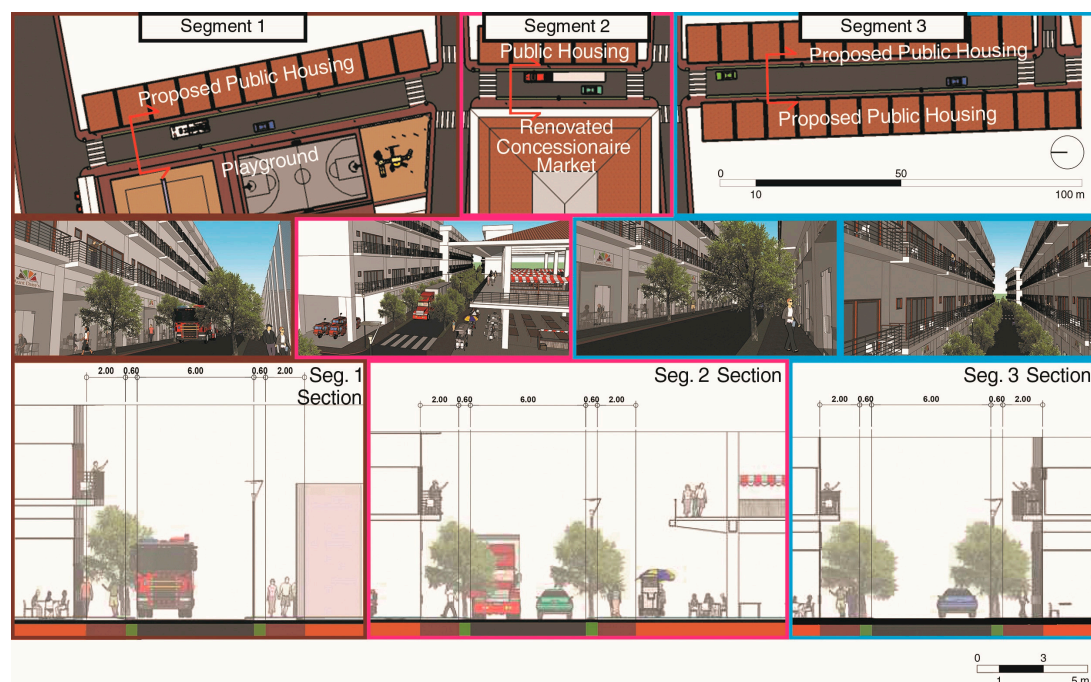 Segment 1
Segment 2
Segment 3
Proposed Public Housing
Playground
Public Housing
Renovated
Concessionaire
Market
Proposed Public Housing
Proposed Public Housing
0
10
50
100 m
Seg. 1
Section
2.00
0.60
6.00
0.60
2.00
Seg. 2 Section
2.00
0.60
6.00
0.60
2.00
Seg. 3 Section
2.00
0.60
6.00
0.60
2.00
0
1
3
5 m